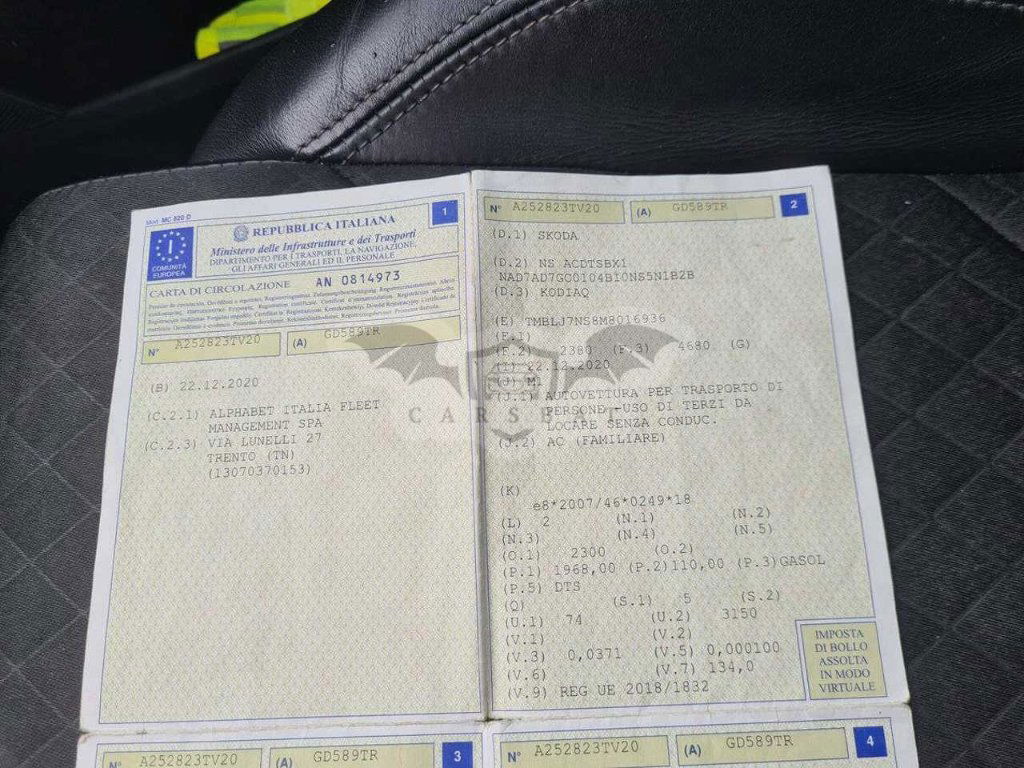 Mod. MC 820 D
1
REPUBBLICA ITALIANA
Ministero delle Infrastrutture e dei Trasporti
DIPARTIMENTO PER I TRASPORTI, LA NAVIGAZIONE,
GLI AFFARI GENERALI ED IL PERSONALE
I
COMUNITÀ
EUROPEA
CARTA DI CIRCOLAZIONE AN 0814973
N° A252823TV20 (A) GD589TR
(B) 22.12.2020
(C.2.1) ALPHABET ITALIA FLEET
MANAGEMENT SPA
(C.2.3) VIA LUNELLI 27
TRENTO (TN)
(13070370153)
N° A252823TV20 (A) GD589TR 2
(D.1) SKODA
(D.2) NS ACDTSBX1
NAD7AD7GC0104BI0NS5N1B2B
(D.3) KODIAQ
(E) TMBLJ7NS8M8016936
(F.1)
(F.2) 2380 (F.3) 4680 (G)
(I) 22.12.2020
(J) M1
(J.1) AUTOVETTURA PER TRASPORTO DI
PERSONE -USO DI TERZI DA
LOCARE SENZA CONDUC.
(J.2) AC (FAMILIARE)
CARSBAT
(K)
e8*2007/46*0249*18
(L) 2 (N.1) (N.2)
(N.3) (N.4) (N.5)
(O.1) 2300 (O.2)
(P.1) 1968,00 (P.2)110,00 (P.3)GASOL
(P.5) DTS
(Q) (S.1) 5 (S.2)
(U.1) 74 (U.2) 3150
(V.1) (V.2)
(V.3) 0,0371 (V.5) 0,000100
(V.6) (V.7) 134,0
(V.9) REG UE 2018/1832
IMPOSTA
DI BOLLO
ASSOLTA
IN MODO
VIRTUALE
N° A252823TV20 (A) GD589TR 3
N° A252823TV20 (A) GD589TR 4